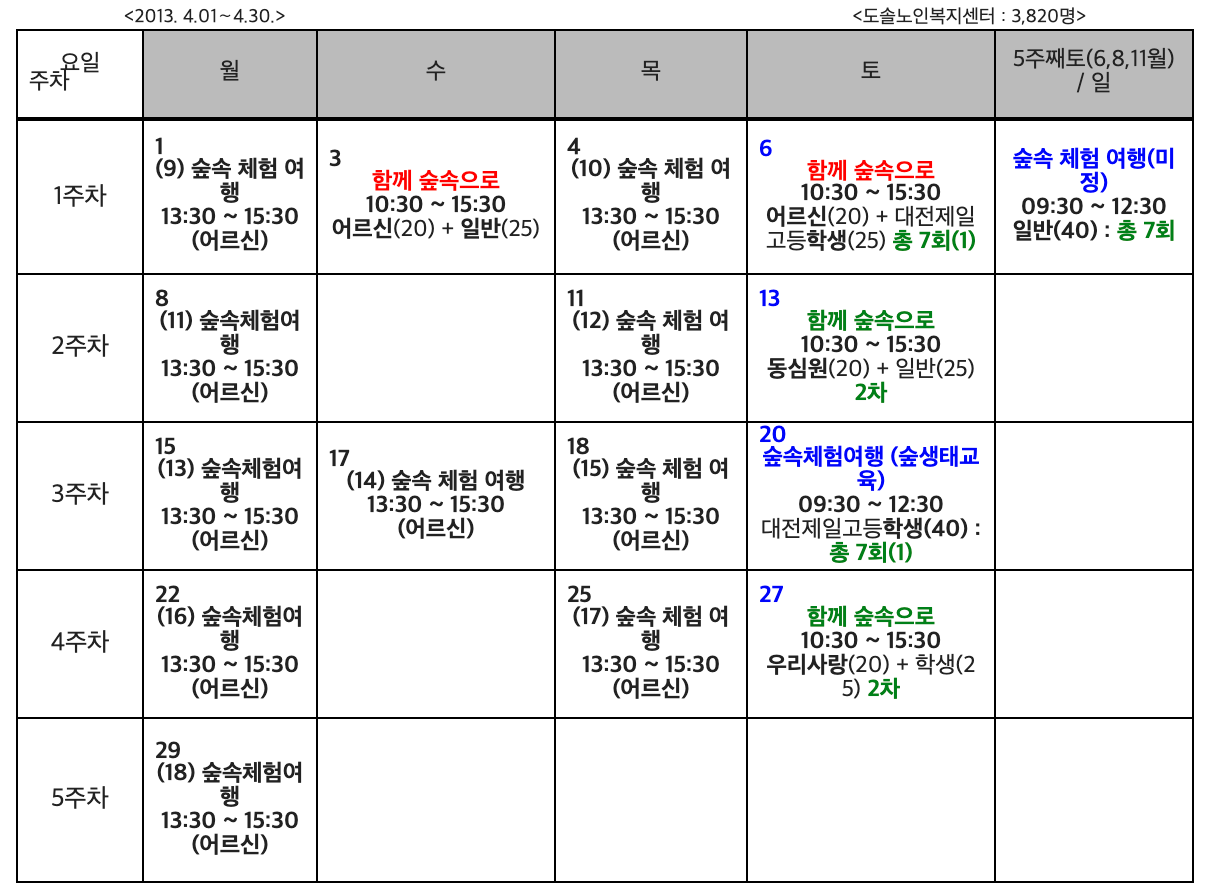 <2013. 4.01~4.30.>
<도솔노인복지센터 : 3,820명>
요일
주차
월
수
목
토
5주째토(6,8,11월)
/ 일
1주차
1
(9) 숲속 체험 여
행
13:30 ~ 15:30
(어르신)
3
함께 숲속으로
10:30 ~ 15:30
어르신(20) + 일반(25)
4
(10) 숲속 체험 여
행
13:30 ~ 15:30
(어르신)
6
함께 숲속으로
10:30 ~ 15:30
어르신(20) + 대전제일
고등학생(25) 총 7회(1)
숲속 체험 여행(미
정)
09:30 ~ 12:30
일반(40) : 총 7회
2주차
8
(11) 숲속체험여
행
13:30 ~ 15:30
(어르신)
11
(12) 숲속 체험 여
행
13:30 ~ 15:30
(어르신)
13
함께 숲속으로
10:30 ~ 15:30
동심원(20) + 일반(25)
2차
3주차
15
(13) 숲속체험여
행
13:30 ~ 15:30
(어르신)
17
(14) 숲속 체험 여행
13:30 ~ 15:30
(어르신)
18
(15) 숲속 체험 여
행
13:30 ~ 15:30
(어르신)
20
숲속체험여행 (숲생태교
육)
09:30 ~ 12:30
대전제일고등학생(40) :
총 7회(1)
4주차
22
(16) 숲속체험여
행
13:30 ~ 15:30
(어르신)
25
(17) 숲속 체험 여
행
13:30 ~ 15:30
(어르신)
27
함께 숲속으로
10:30 ~ 15:30
우리사랑(20) + 학생(2
5) 2차
5주차
29
(18) 숲속체험여
행
13:30 ~ 15:30
(어르신)